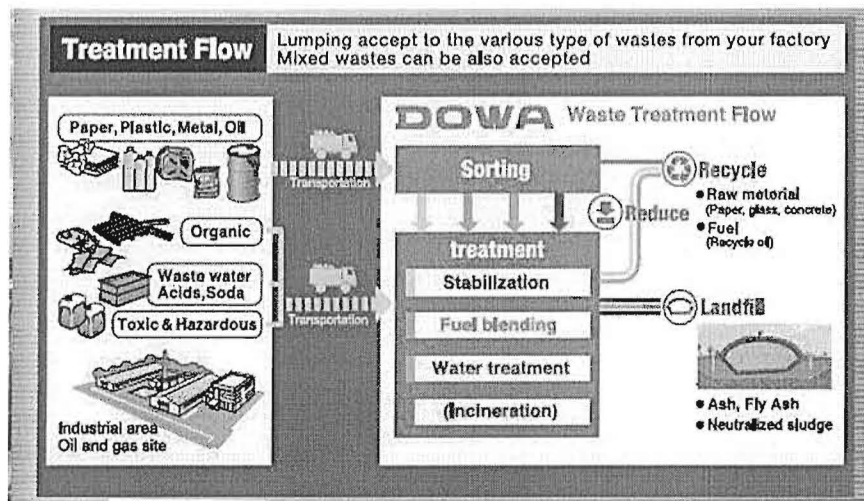 Treatment Flow
Lumping accept to the various type of wastes from your factory
Mixed wastes can be also accepted
Paper, Plastic, Metal, Oil
Organic
Waste water
Acids, Soda
Toxic & Hazardous
Industrial area
Oil and gas site
Transportation
Transportation
DOWA Waste Treatment Flow
Sorting
Reduce
treatment
Stabilization
Fuel blending
Water treatment
(Incineration)
Recycle
• Raw material
(Paper, glass, concrete)
• Fuel
(Recycle oil)
Landfill
• Ash, Fly Ash
• Neutralized sludge